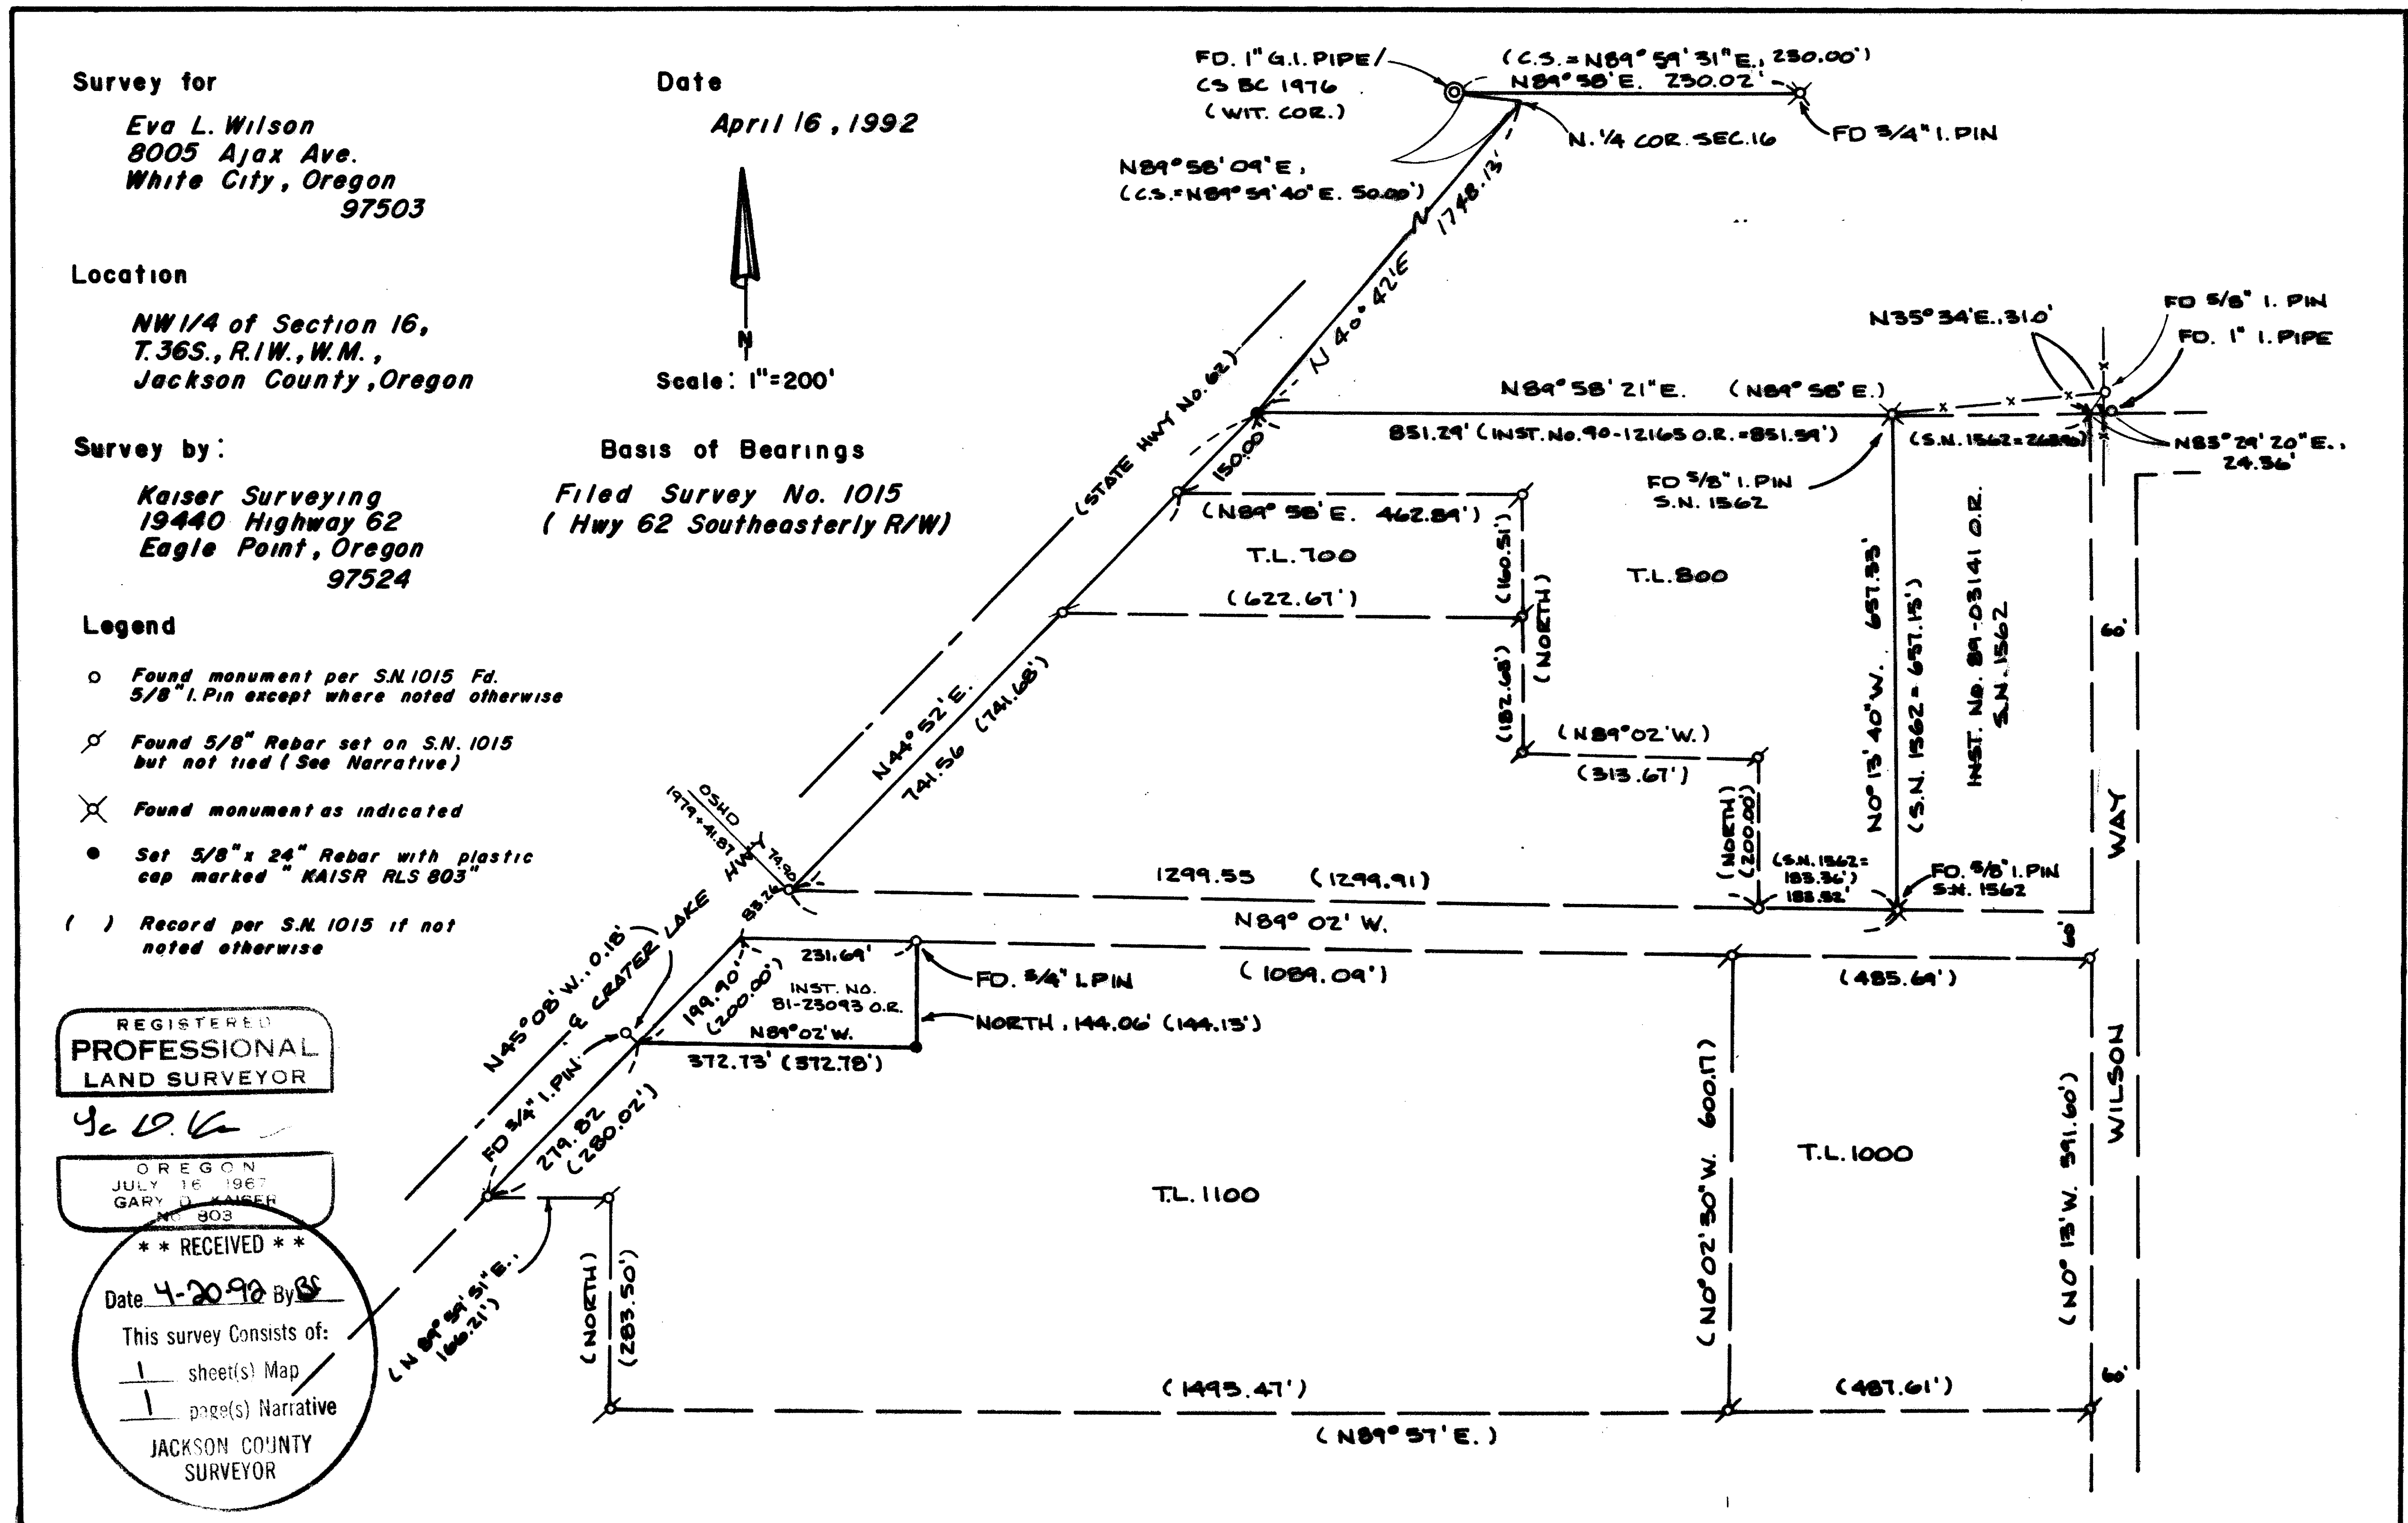 Survey for
Eva L. Wilson
8005 Ajax Ave.
White City, Oregon
97503
Date
April 16, 1992
Location
NW 1/4 of Section 16,
T. 36S., R.1W., W.M.,
Jackson County, Oregon
N
Scale: 1"=200'
Survey by:
Kaiser Surveying
19440 Highway 62
Eagle Point, Oregon
97524
Basis of Bearings
Filed Survey No. 1015
( Hwy 62 Southeasterly R/W)
Legend
Found monument per S.N. 1015 Fd.
5/8" I. Pin except where noted otherwise
Found 5/8" Rebar set on S.N. 1015
but not tied ( See Narrative )
Found monument as indicated
Set 5/8" x 24" Rebar with plastic
cap marked " KAISR RLS 803"
( ) Record per S.N. 1015 if not
noted otherwise
REGISTERED
PROFESSIONAL
LAND SURVEYOR
OREGON
JULY 16 1967
GARY D. KAISER
NO 803
* * RECEIVED * *
Date 4-20-92 By
This survey Consists of:
1 sheet(s) Map
1 page(s) Narrative
JACKSON COUNTY
SURVEYOR
FD. 1" G.I. PIPE/
CS BC 1976
(WIT. COR.)
(C.S. = N89° 59' 31" E., 230.00')
N89° 58' E. 230.02'
N. 1/4 COR. SEC. 16
FD 3/4" I. PIN
N89° 58' 09" E,
(C.S. = N89° 59' 40" E. 50.00')
1748.13'
N 40° 42' E
(STATE HWY No. 62)
N35° 34' E., 31.0'
FD 5/8" I. PIN
FD. 1" I. PIPE
N89° 58' 21" E. (N89° 58' E.)
851.29' (INST. No. 90-12165 O.R. = 851.59')
(S.N. 1562 = 268.96)
N83° 29' 20" E.,
24.36'
150.00'
FD 5/8" I. PIN
S.N. 1562
(N89° 58' E. 462.89')
T.L. 700
(160.51')
(NORTH)
T.L. 800
(622.67')
(182.68')
N0° 13' 40" W. 657.33'
(S.N. 1562 = 657.15')
INST. NO. 89-03141 O.R.
S.N. 1562
60'
N44° 52' E.
741.56 (741.68')
(N89° 02' W.)
(313.67')
(NORTH)
(200.00')
OSHD
1979 + 41.87
74.90
83.26
1299.55 (1299.91)
N89° 02' W.
(S.N. 1562 =
183.36')
183.52'
FD. 5/8" I. PIN
S.N. 1562
60'
WILSON WAY
N45° 08' W., 0.18'
℄ CRATER LAKE HWY
231.69'
199.90'
(200.00')
INST. NO.
81-23093 O.R.
N89° 02' W.
372.73' (372.78')
FD. 3/4" I. PIN
NORTH, 144.06' (144.13')
(1089.09')
(485.69')
FD 3/4" I. PIN
279.82
(280.02')
(N 89° 59' 51" E.,
166.21')
(NORTH)
(283.50')
T.L. 1100
(N0° 02' 30" W. 600.17)
T.L. 1000
(N0° 13' W. 591.60')
60'
(1493.47')
(487.61')
(N89° 57' E.)